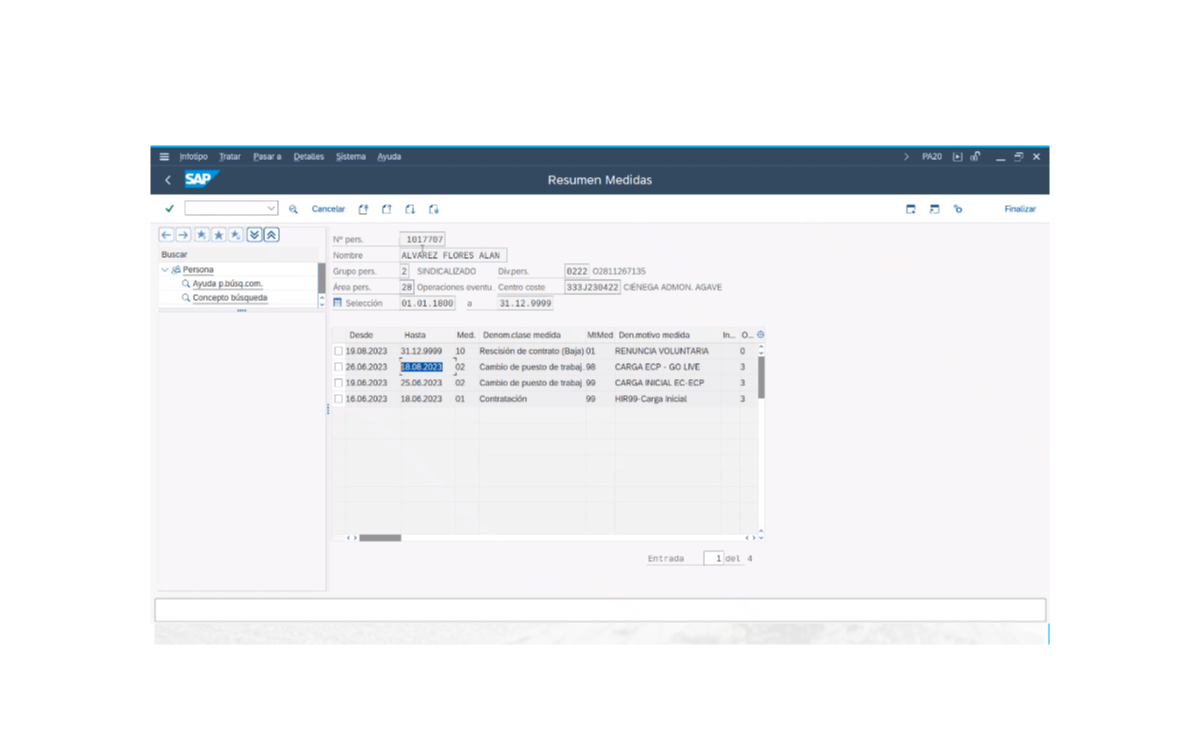 Infotipo Tratar Pasar a Detalles Sistema Ayuda PA20
SAP Resumen Medidas
Cancelar Finalizar
Buscar
Persona
Ayuda p.búsq.com.
Concepto búsqueda
Nº pers. 1017707
Nombre ALVAREZ FLORES ALAN
Grupo pers. 2 SINDICALIZADO Div.pers. 0222 O2811267135
Área pers. 28 Operaciones eventu. Centro coste 333J230422 CIÉNEGA ADMON. AGAVE
Selección 01.01.1800 a 31.12.9999
Desde Hasta Med. Denom.clase medida MtMed Den.motivo medida In... O...
19.08.2023 31.12.9999 10 Rescisión de contrato (Baja) 01 RENUNCIA VOLUNTARIA 0
26.06.2023 18.08.2023 02 Cambio de puesto de trabaj. 98 CARGA ECP - GO LIVE 3
19.06.2023 25.06.2023 02 Cambio de puesto de trabaj. 99 CARGA INICIAL EC-ECP 3
16.06.2023 18.06.2023 01 Contratación 99 HIR99-Carga Inicial 3
Entrada 1 del 4